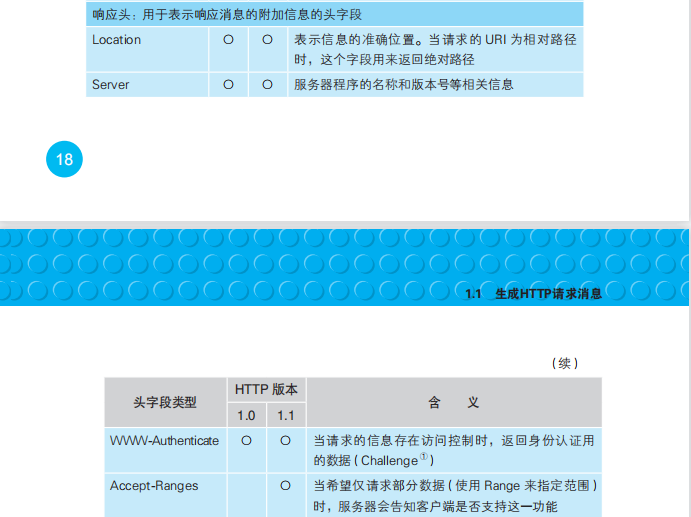 响应头：用于表示响应消息的附加信息的头字段
Location ○ ○ 表示信息的准确位置。当请求的 URI 为相对路径
时，这个字段用来返回绝对路径
Server ○ ○ 服务器程序的名称和版本号等相关信息
18
1.1 生成HTTP请求消息
（续）
头字段类型 HTTP 版本 含 义
1.0 1.1
WWW-Authenticate ○ ○ 当请求的信息存在访问控制时，返回身份认证用
的数据（Challenge①）
Accept-Ranges ○ 当希望仅请求部分数据（使用 Range 来指定范围）
时，服务器会告知客户端是否支持这一功能